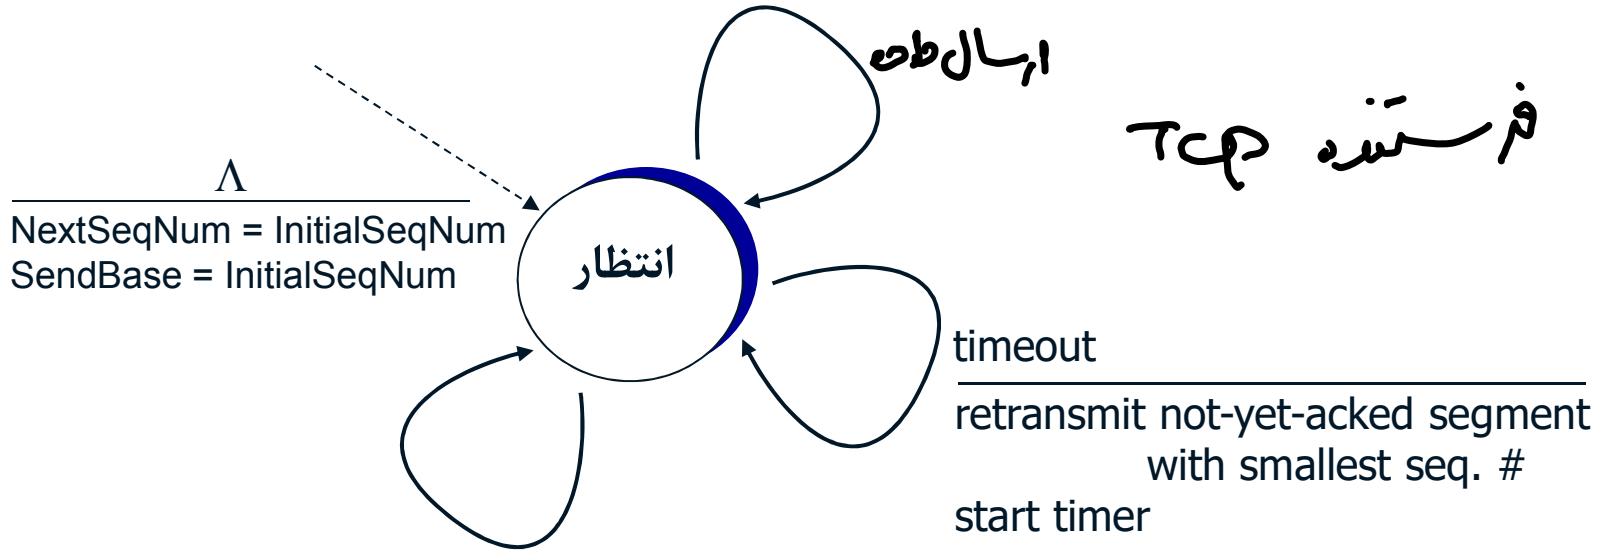 ارسال داده
فرستنده TCP
Λ
NextSeqNum = InitialSeqNum
SendBase = InitialSeqNum
انتظار
timeout
retransmit not-yet-acked segment
with smallest seq. #
start timer